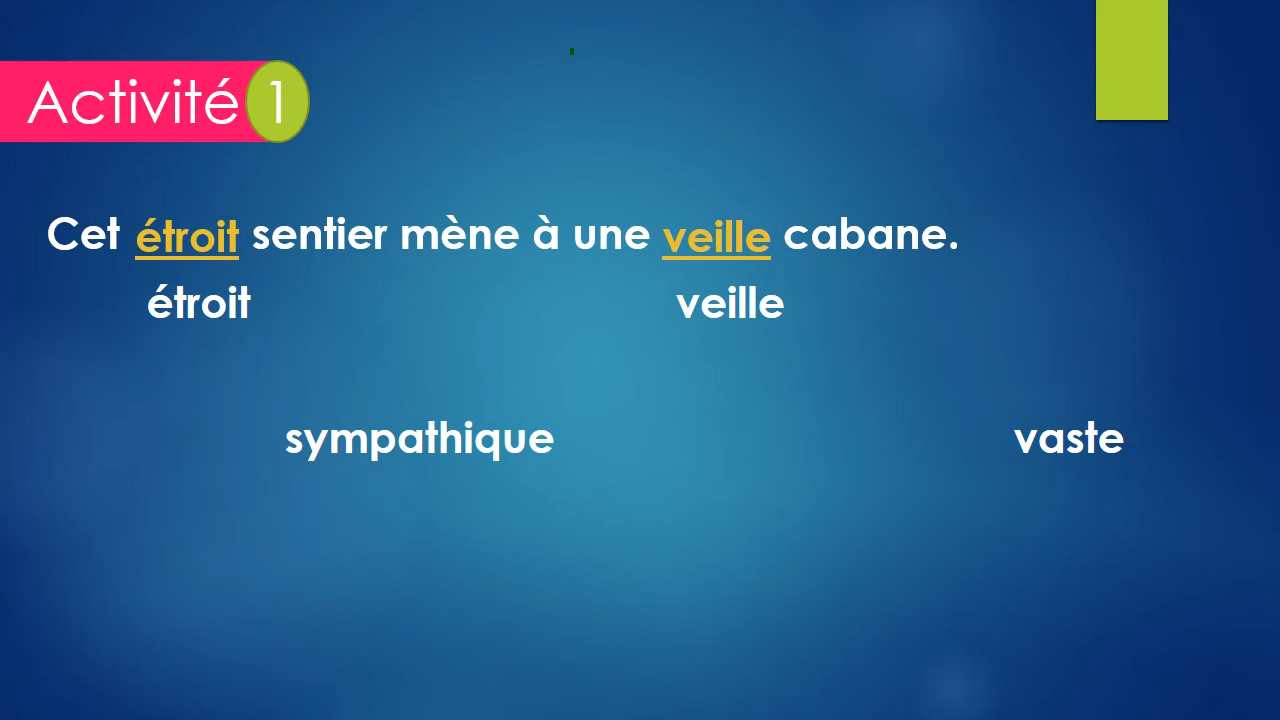 Activité 1
Cet étroit sentier mène à une veille cabane.
étroit veille
sympathique vaste